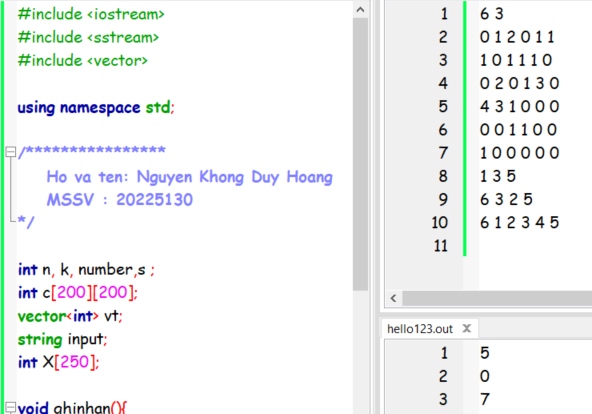 #include <iostream>
#include <sstream>
#include <vector>
using namespace std;
/****************
Ho va ten: Nguyen Khong Duy Hoang
MSSV : 20225130
*/
int n, k, number,s ;
int c[200][200];
vector<int> vt;
string input;
int X[250];
void ghinhan(){
1 6 3
2 0 1 2 0 1 1
3 1 0 1 1 1 0
4 0 2 0 1 3 0
5 4 3 1 0 0 0
6 0 0 1 1 0 0
7 1 0 0 0 0 0
8 1 3 5
9 6 3 2 5
10 6 1 2 3 4 5
11
hello123.out X
1 5
2 0
3 7